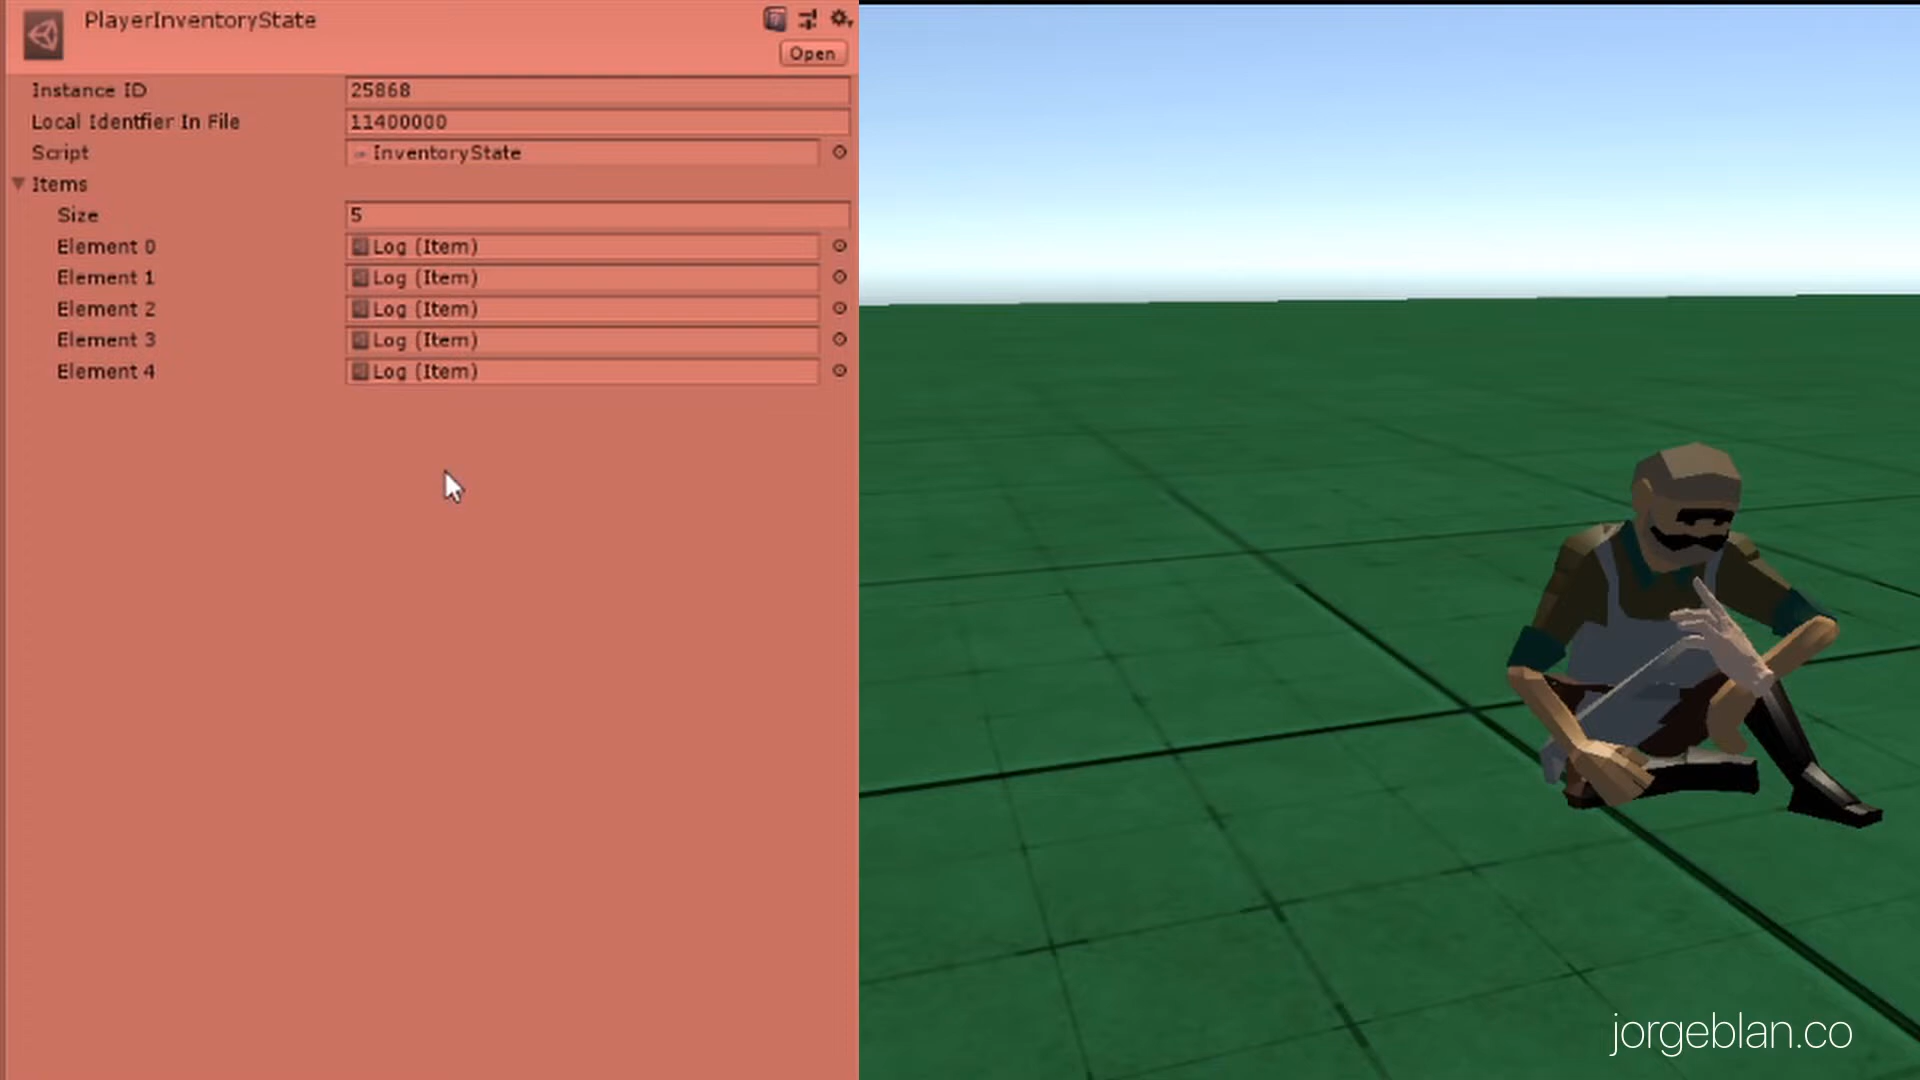 PlayerInventoryState
Open
Instance ID 25868
Local Identfier In File 11400000
Script InventoryState
Items
Size 5
Element 0 Log (Item)
Element 1 Log (Item)
Element 2 Log (Item)
Element 3 Log (Item)
Element 4 Log (Item)
jorgeblan.co